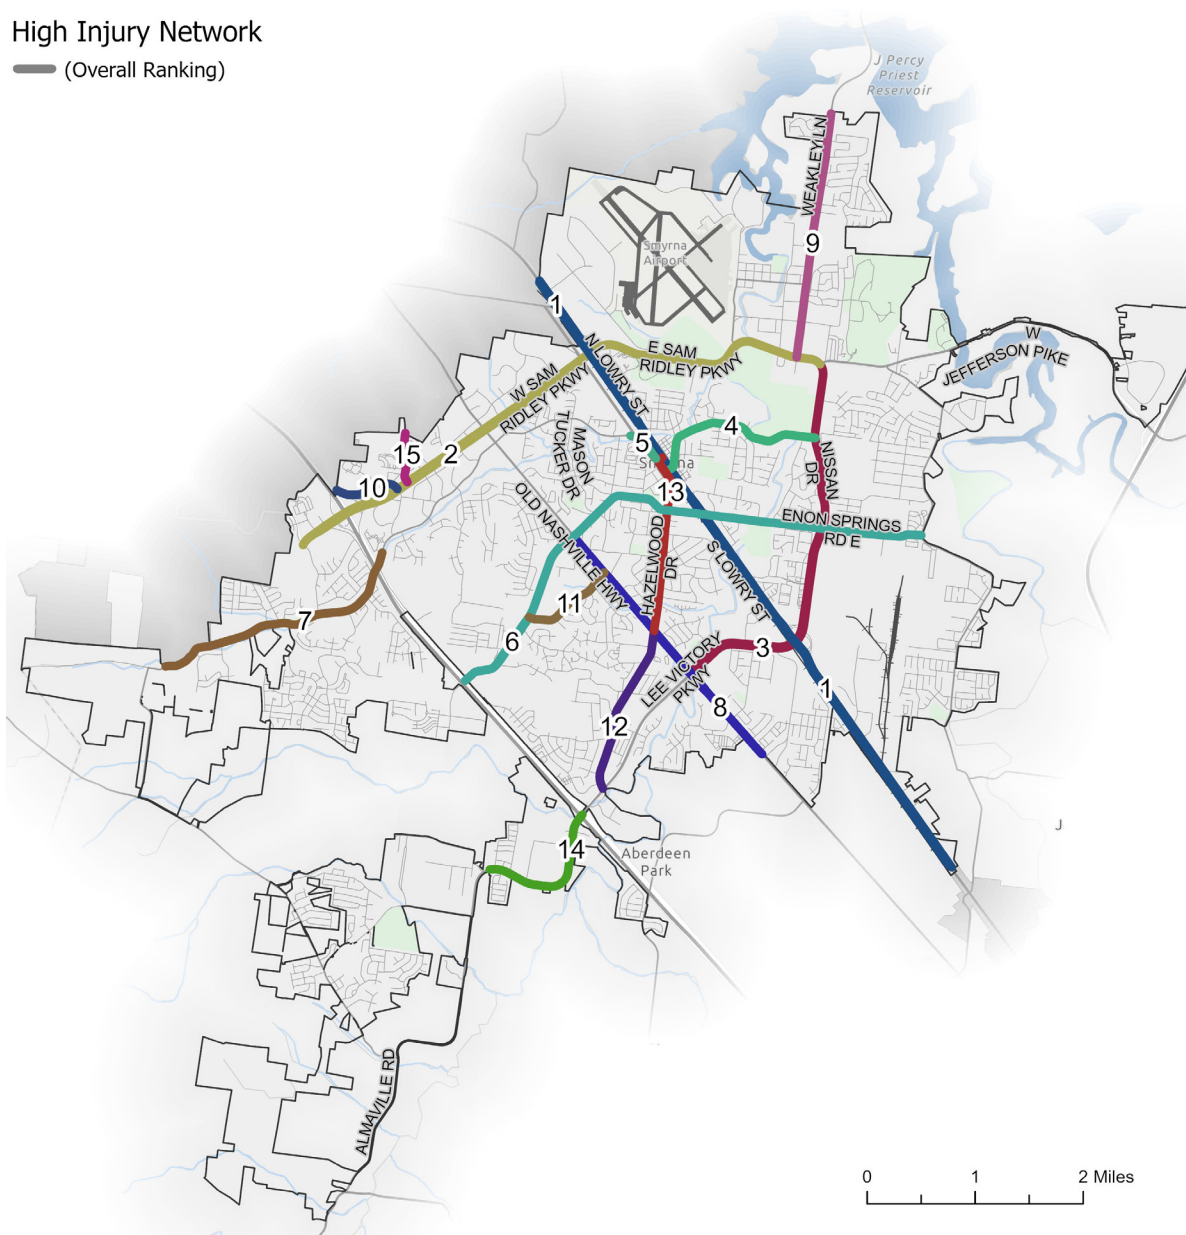 High Injury Network
(Overall Ranking)
J Percy
Priest
Reservoir
WEAKLEY LN
9
Smyrna
Airport
1
N LOWRY ST
E SAM
RIDLEY PKWY
W
JEFFERSON PIKE
W SAM
RIDLEY PKWY
MASON
TUCKER DR
4
5
15
2
10
13
NISSAN
DR
OLD NASHVILLE HWY
ENON SPRINGS
RD E
HAZELWOOD
DR
S LOWRY ST
11
7
6
3
LEE VICTORY
PKWY
1
8
12
14
Aberdeen
Park
J
ALMAVILLE RD
0
1
2 Miles